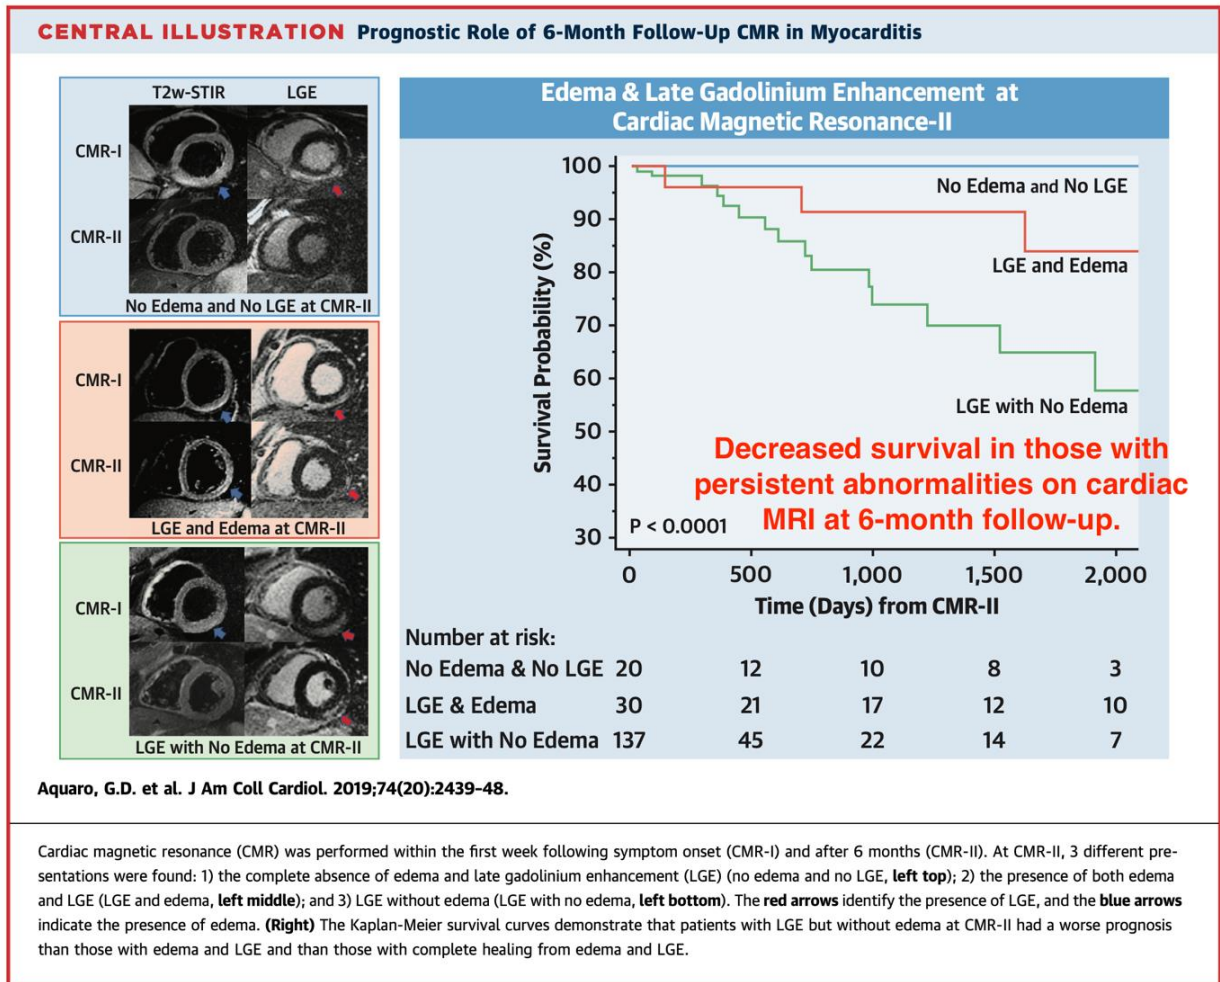 CENTRAL ILLUSTRATION Prognostic Role of 6-Month Follow-Up CMR in Myocarditis
T2w-STIR LGE
CMR-I
CMR-II
No Edema and No LGE at CMR-II
CMR-I
CMR-II
LGE and Edema at CMR-II
CMR-I
CMR-II
LGE with No Edema at CMR-II
Edema & Late Gadolinium Enhancement at
Cardiac Magnetic Resonance-II
Survival Probability (%)
100
90
80
70
60
50
40
30
No Edema and No LGE
LGE and Edema
LGE with No Edema
Decreased survival in those with
persistent abnormalities on cardiac
MRI at 6-month follow-up.
P < 0.0001
0 500 1,000 1,500 2,000
Time (Days) from CMR-II
Number at risk:
No Edema & No LGE 20 12 10 8 3
LGE & Edema 30 21 17 12 10
LGE with No Edema 137 45 22 14 7
Aquaro, G.D. et al. J Am Coll Cardiol. 2019;74(20):2439–48.
Cardiac magnetic resonance (CMR) was performed within the first week following symptom onset (CMR-I) and after 6 months (CMR-II). At CMR-II, 3 different pre-
sentations were found: 1) the complete absence of edema and late gadolinium enhancement (LGE) (no edema and no LGE, left top); 2) the presence of both edema
and LGE (LGE and edema, left middle); and 3) LGE without edema (LGE with no edema, left bottom). The red arrows identify the presence of LGE, and the blue arrows
indicate the presence of edema. (Right) The Kaplan-Meier survival curves demonstrate that patients with LGE but without edema at CMR-II had a worse prognosis
than those with edema and LGE and than those with complete healing from edema and LGE.